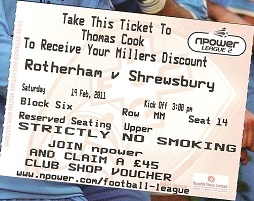 Take This Ticket To
Thomas Cook
To Receive Your Millers Discount
npower
LEAGUE 2
Rotherham v Shrewsbury
Saturday 19 Feb, 2011 Kick Off 3:00 pm
Block Six Row MM Seat 14
Reserved Seating Upper
STRICTLY NO SMOKING
JOIN npower
AND CLAIM A £45
CLUB SHOP VOUCHER
www.npower.com/football-league